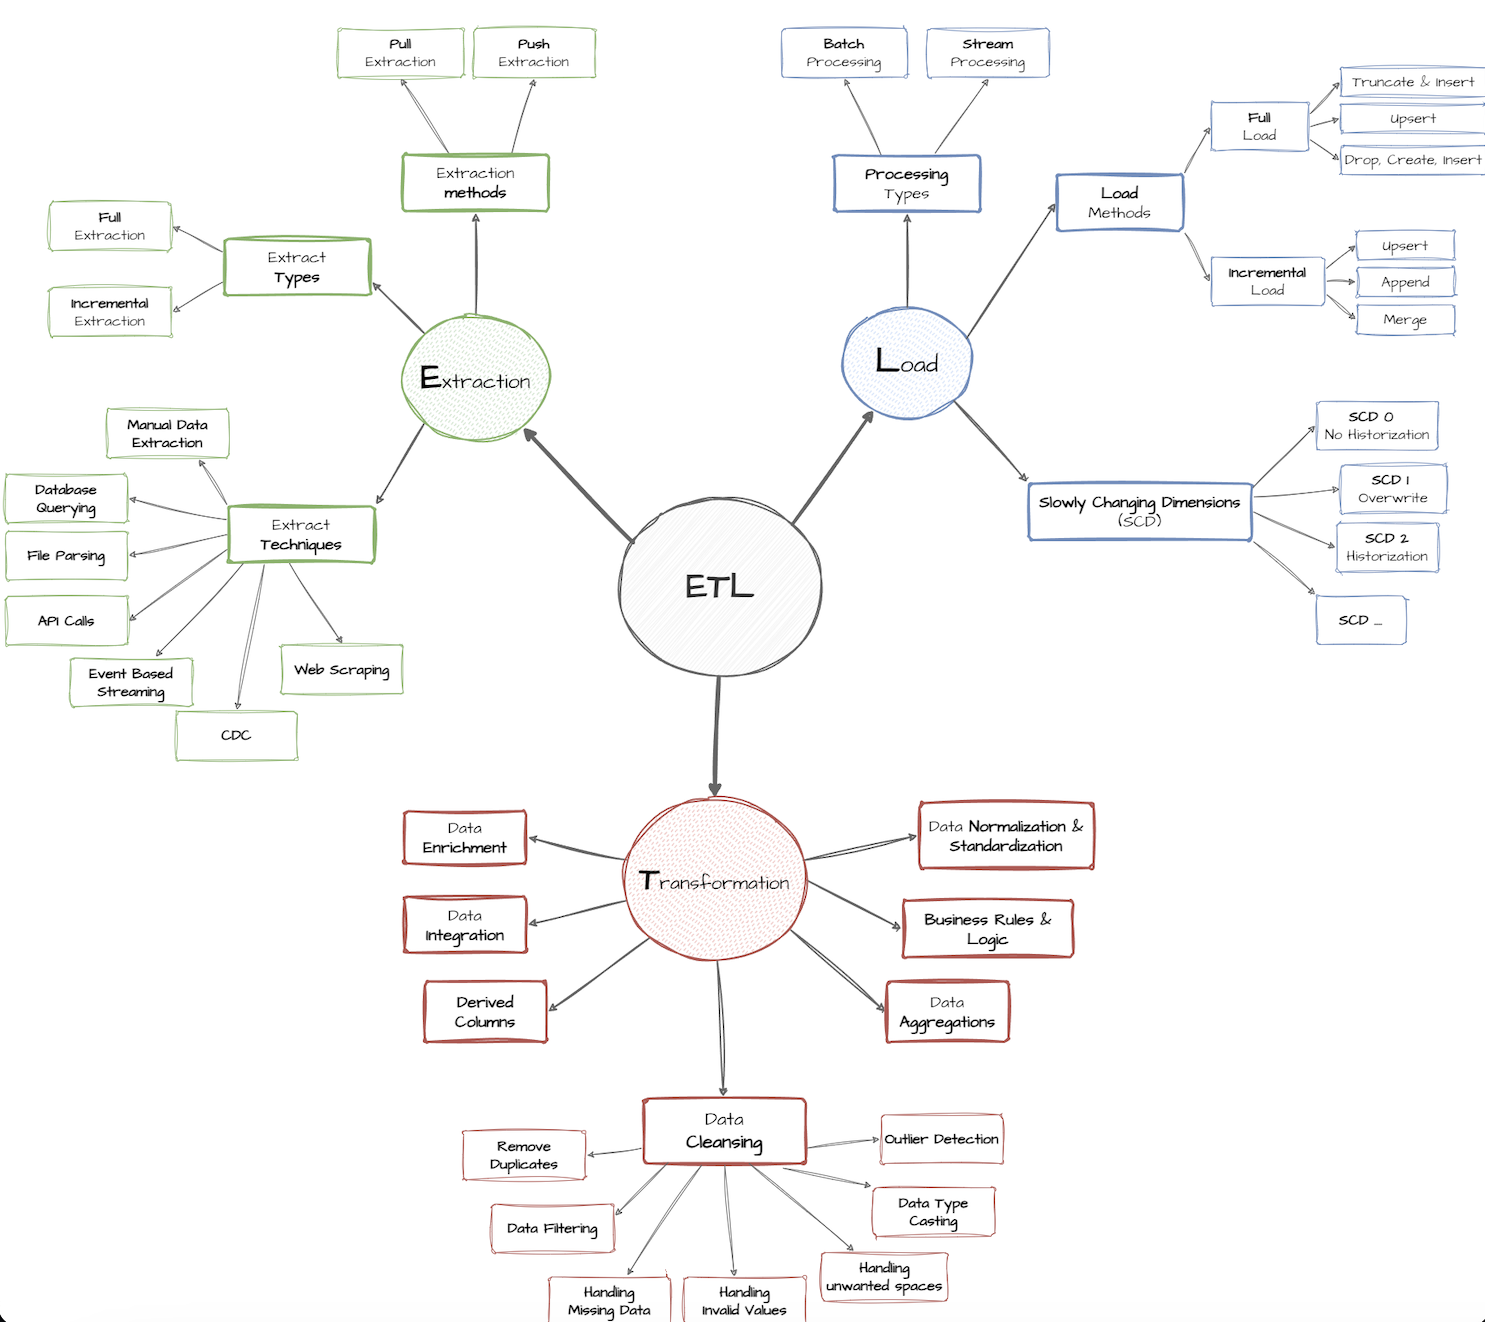 Pull
Extraction
Push
Extraction
Extraction
methods
Full
Extraction
Incremental
Extraction
Extract
Types
Extraction
Manual Data
Extraction
Database
Querying
File Parsing
API Calls
Event Based
Streaming
CDC
Web Scraping
Extract
Techniques
ETL
Batch
Processing
Stream
Processing
Processing
Types
Load
Load
Methods
Full
Load
Truncate & Insert
Upsert
Drop, Create, Insert
Incremental
Load
Upsert
Append
Merge
Slowly Changing Dimensions
(SCD)
SCD 0
No Historization
SCD 1
Overwrite
SCD 2
Historization
SCD ...
Transformation
Data
Enrichment
Data
Integration
Derived
Columns
Data Normalization &
Standardization
Business Rules &
Logic
Data
Aggregations
Data
Cleansing
Remove
Duplicates
Data Filtering
Handling
Missing Data
Handling
Invalid Values
Handling
unwanted spaces
Data Type
Casting
Outlier Detection